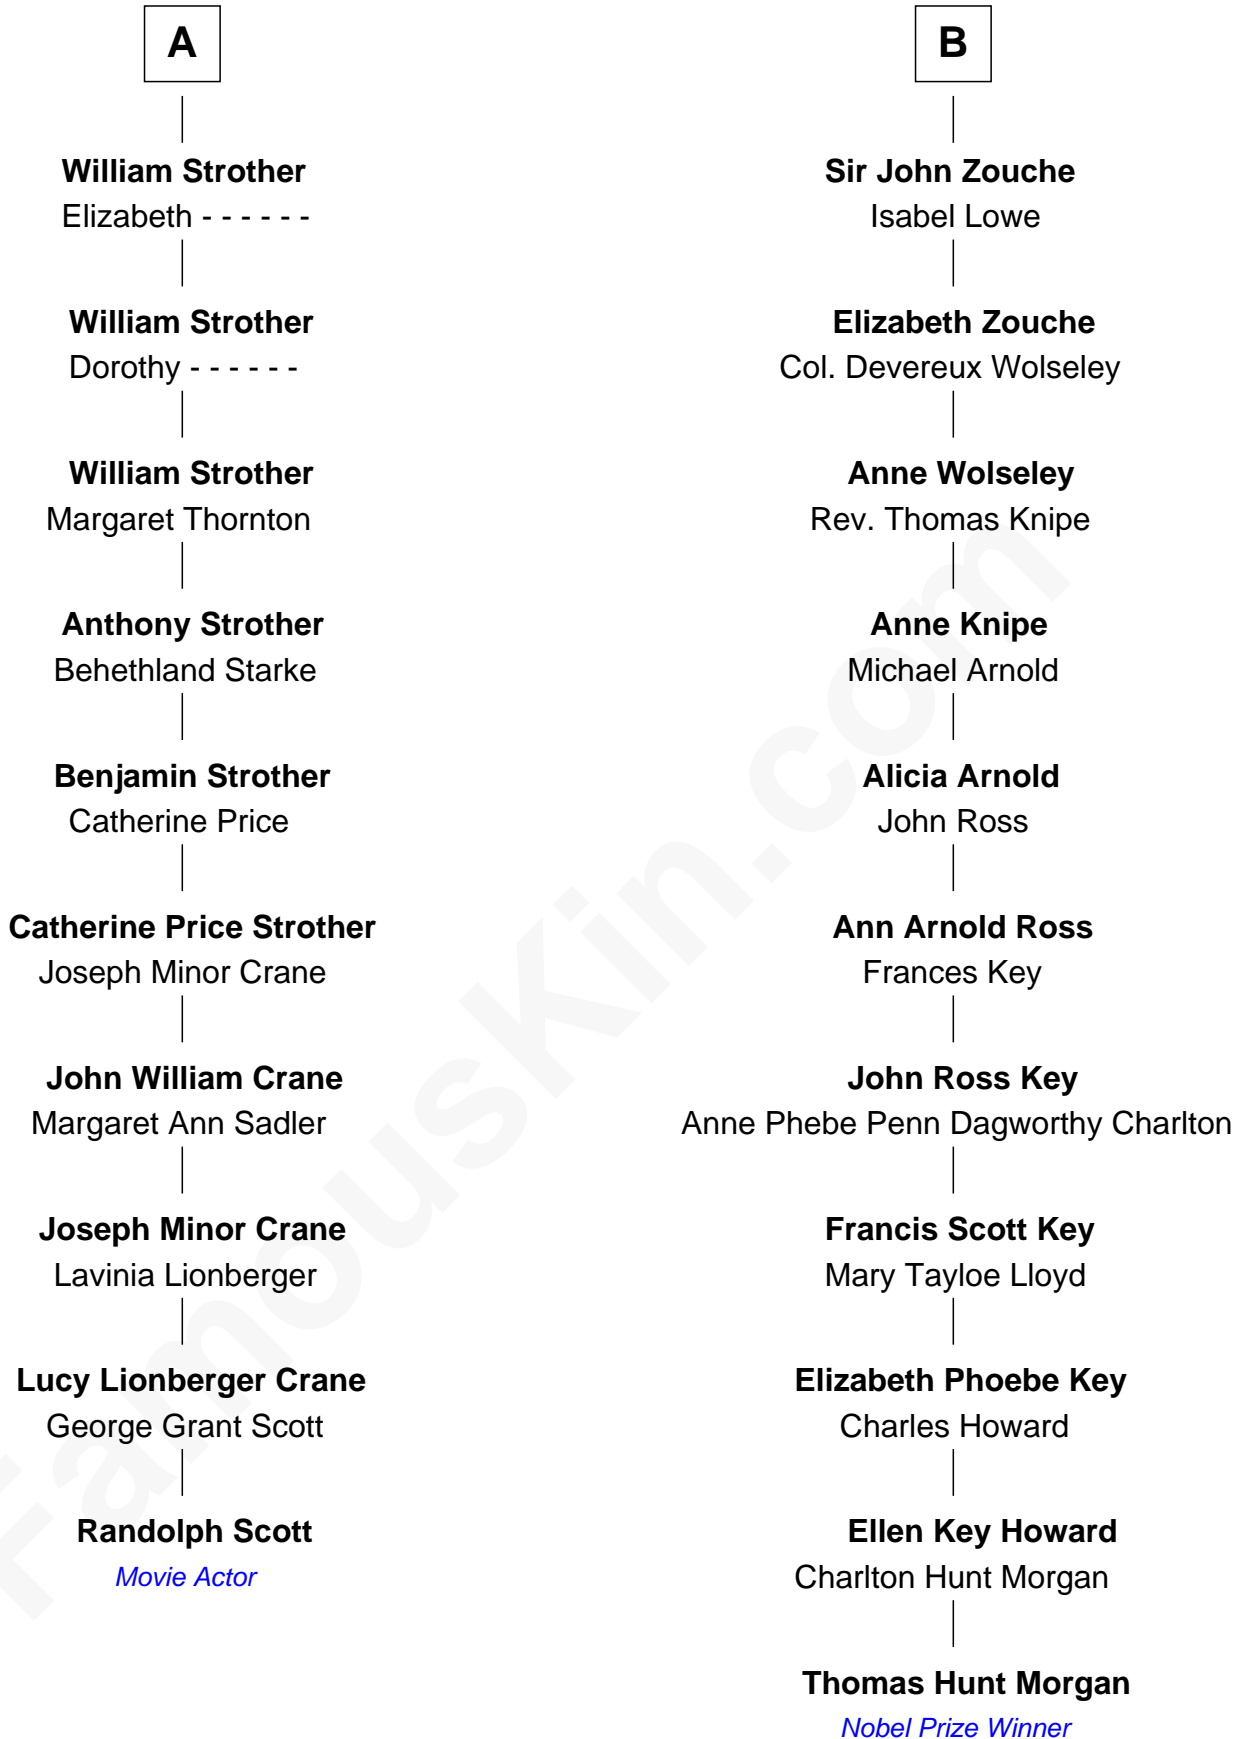 A
William Strother
Elizabeth - - - - - -
William Strother
Dorothy - - - - - -
William Strother
Margaret Thornton
Anthony Strother
Behethland Starke
Benjamin Strother
Catherine Price
Catherine Price Strother
Joseph Minor Crane
John William Crane
Margaret Ann Sadler
Joseph Minor Crane
Lavinia Lionberger
Lucy Lionberger Crane
George Grant Scott
Randolph Scott
Movie Actor
B
Sir John Zouche
Isabel Lowe
Elizabeth Zouche
Col. Devereux Wolseley
Anne Wolseley
Rev. Thomas Knipe
Anne Knipe
Michael Arnold
Alicia Arnold
John Ross
Ann Arnold Ross
Frances Key
John Ross Key
Anne Phebe Penn Dagworthy Charlton
Francis Scott Key
Mary Tayloe Lloyd
Elizabeth Phoebe Key
Charles Howard
Ellen Key Howard
Charlton Hunt Morgan
Thomas Hunt Morgan
Nobel Prize Winner
FamousKin.com